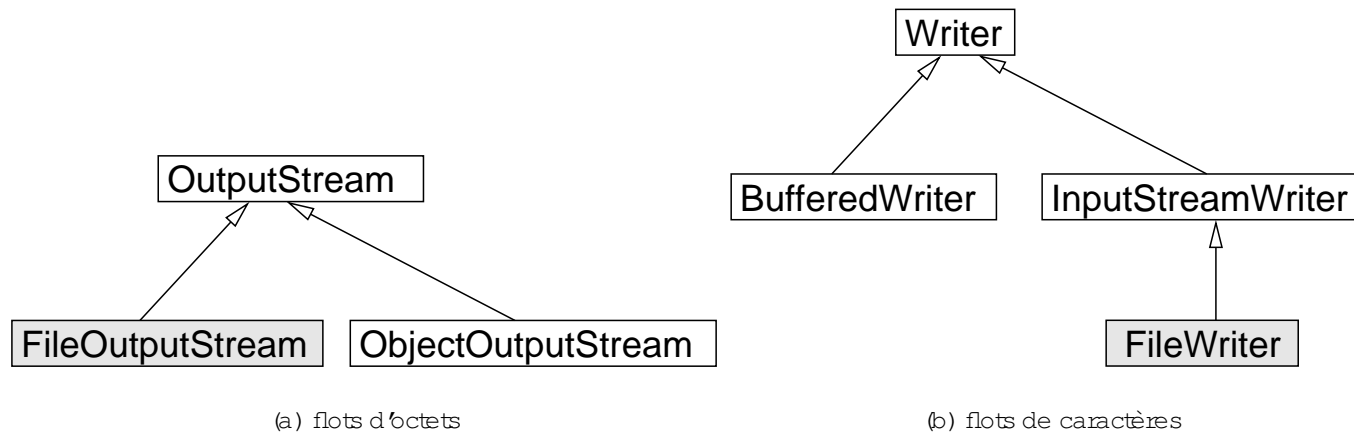 Writer
OutputStream
BufferedWriter
InputStreamWriter
FileOutputStream
ObjectOutputStream
FileWriter
(a) flots d'octets
(b) flots de caractères